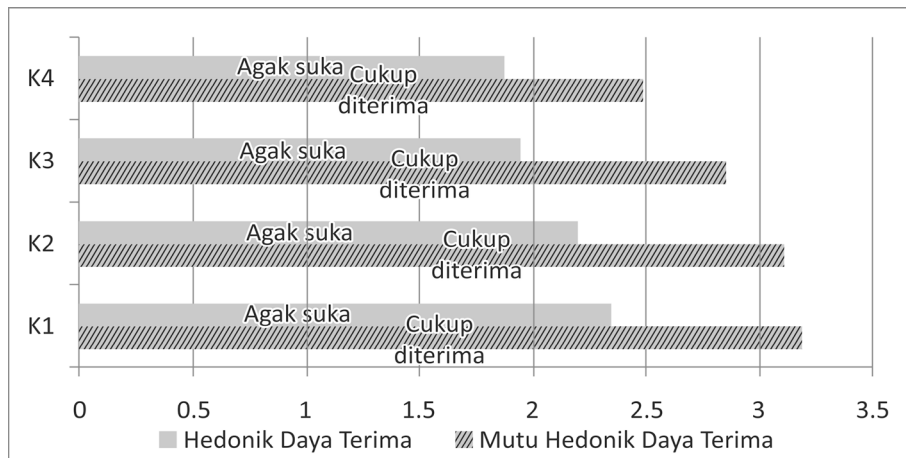 K4
Agak suka
Cukup
diterima
K3
Agak suka
Cukup
diterima
K2
Agak suka
Cukup
diterima
K1
Agak suka
Cukup
diterima
0 0.5 1 1.5 2 2.5 3 3.5
Hedonik Daya Terima Mutu Hedonik Daya Terima